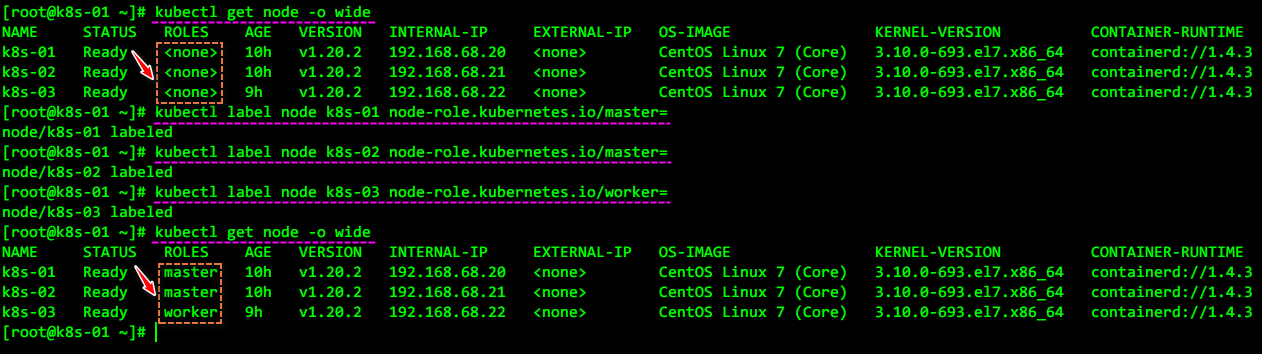 [root@k8s-01 ~]# kubectl get node -o wide
NAME STATUS ROLES AGE VERSION INTERNAL-IP EXTERNAL-IP OS-IMAGE KERNEL-VERSION CONTAINER-RUNTIME
k8s-01 Ready <none> 10h v1.20.2 192.168.68.20 <none> CentOS Linux 7 (Core) 3.10.0-693.el7.x86_64 containerd://1.4.3
k8s-02 Ready <none> 10h v1.20.2 192.168.68.21 <none> CentOS Linux 7 (Core) 3.10.0-693.el7.x86_64 containerd://1.4.3
k8s-03 Ready <none> 9h v1.20.2 192.168.68.22 <none> CentOS Linux 7 (Core) 3.10.0-693.el7.x86_64 containerd://1.4.3
[root@k8s-01 ~]# kubectl label node k8s-01 node-role.kubernetes.io/master=
node/k8s-01 labeled
[root@k8s-01 ~]# kubectl label node k8s-02 node-role.kubernetes.io/master=
node/k8s-02 labeled
[root@k8s-01 ~]# kubectl label node k8s-03 node-role.kubernetes.io/worker=
node/k8s-03 labeled
[root@k8s-01 ~]# kubectl get node -o wide
NAME STATUS ROLES AGE VERSION INTERNAL-IP EXTERNAL-IP OS-IMAGE KERNEL-VERSION CONTAINER-RUNTIME
k8s-01 Ready master 10h v1.20.2 192.168.68.20 <none> CentOS Linux 7 (Core) 3.10.0-693.el7.x86_64 containerd://1.4.3
k8s-02 Ready master 10h v1.20.2 192.168.68.21 <none> CentOS Linux 7 (Core) 3.10.0-693.el7.x86_64 containerd://1.4.3
k8s-03 Ready worker 9h v1.20.2 192.168.68.22 <none> CentOS Linux 7 (Core) 3.10.0-693.el7.x86_64 containerd://1.4.3
[root@k8s-01 ~]#